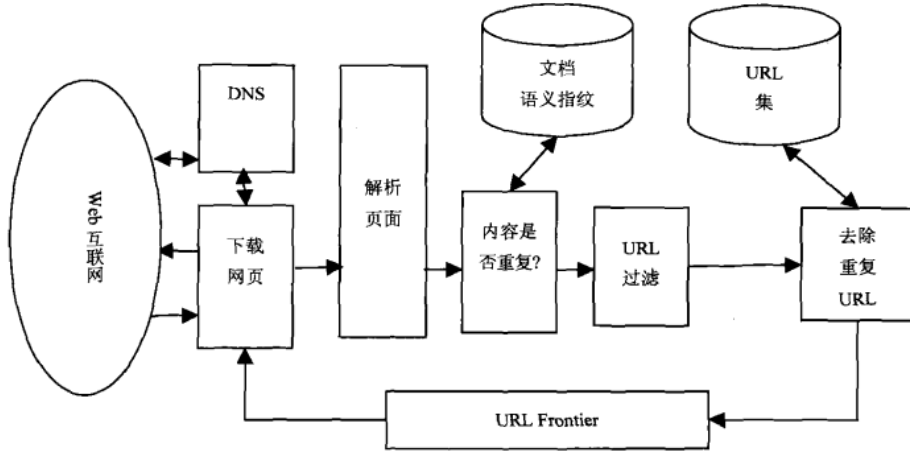 Web 互联网
DNS
下载
网页
解析
页面
文档
语义指纹
内容是
否重复?
URL
过滤
URL
集
去除
重复
URL
URL Frontier